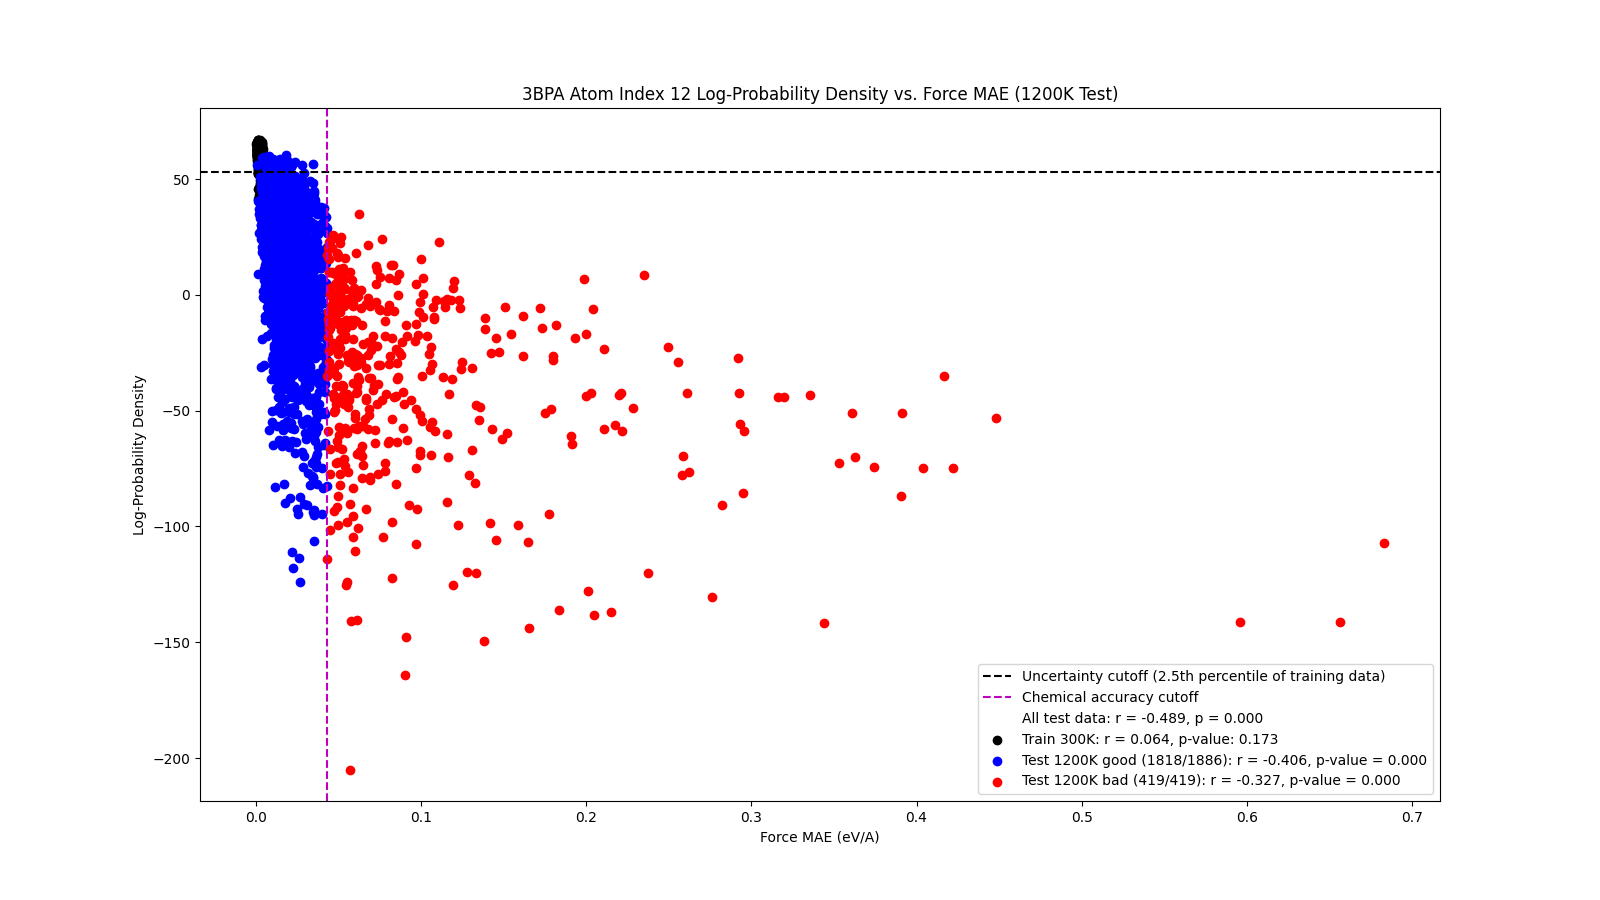 3BPA Atom Index 12 Log-Probability Density vs. Force MAE (1200K Test)
Log-Probability Density
50
0
−50
−100
−150
−200
Uncertainty cutoff (2.5th percentile of training data)
Chemical accuracy cutoff
All test data: r = -0.489, p = 0.000
Train 300K: r = 0.064, p-value: 0.173
Test 1200K good (1818/1886): r = -0.406, p-value = 0.000
Test 1200K bad (419/419): r = -0.327, p-value = 0.000
0.0 0.1 0.2 0.3 0.4 0.5 0.6 0.7
Force MAE (eV/A)